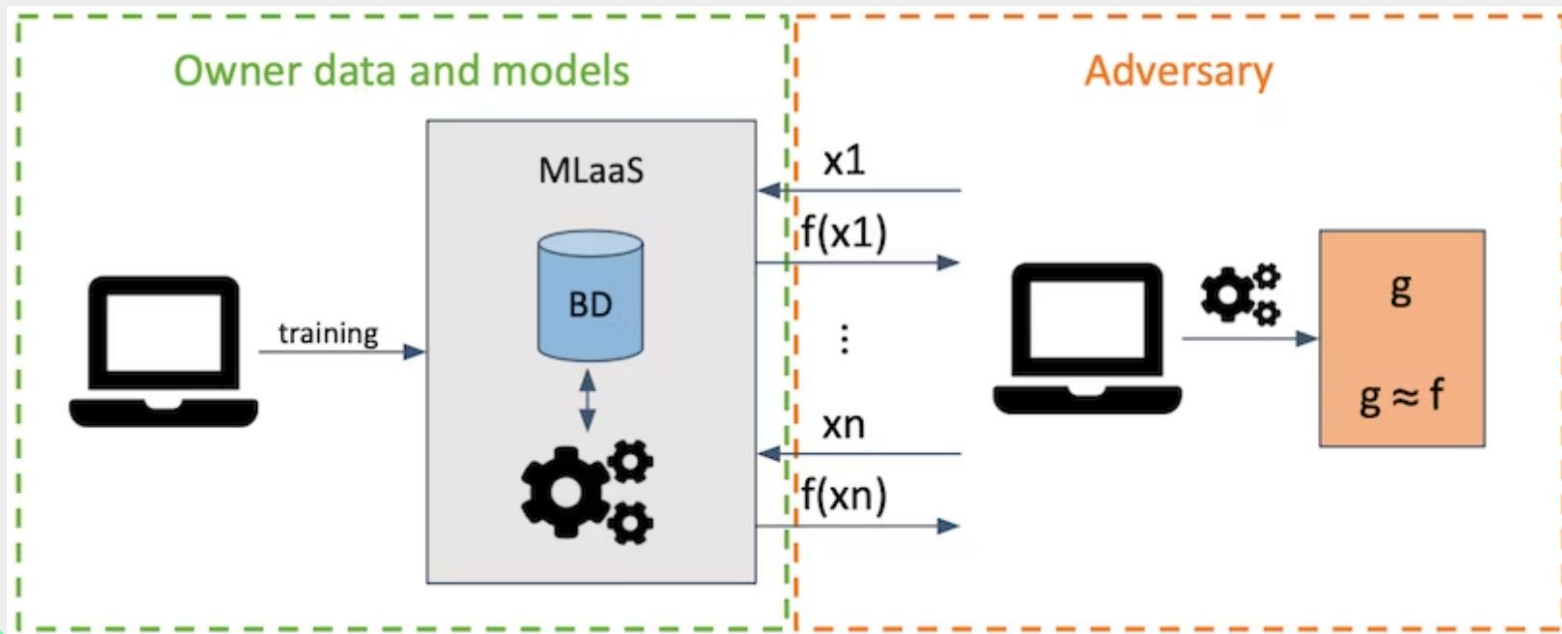 Owner data and models
Adversary
MLaaS
BD
training
x1
f(x1)
⋮
xn
f(xn)
g
g ≈ f